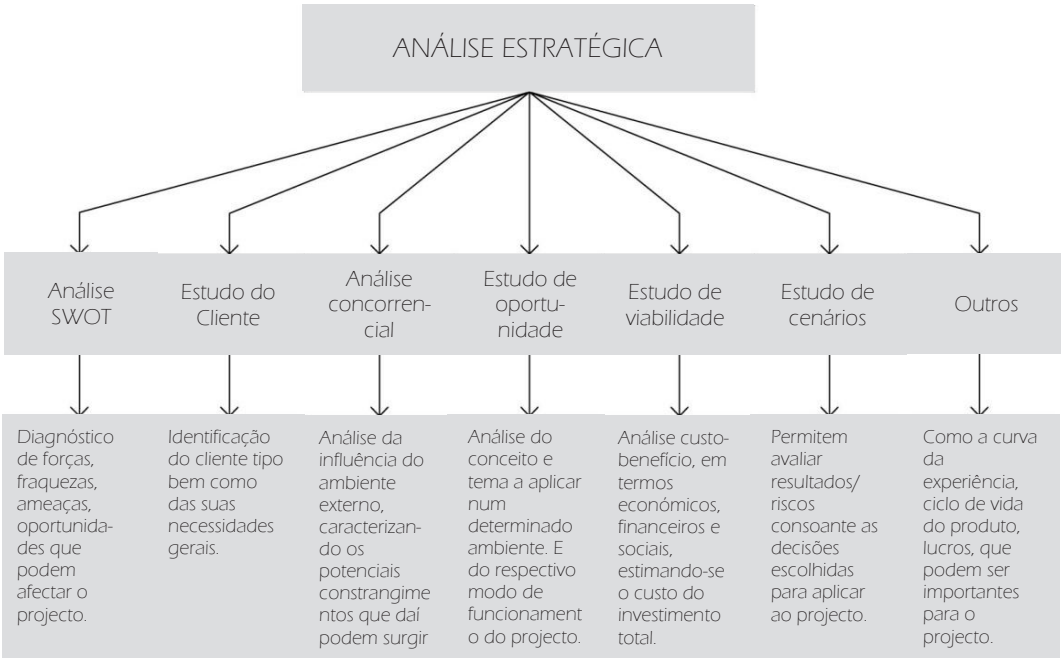 ANÁLISE ESTRATÉGICA
Análise
SWOT
Estudo do
Cliente
Análise
concorren-
cial
Estudo de
oportu-
nidade
Estudo de
viabilidade
Estudo de
cenários
Outros
Diagnóstico
de forças,
fraquezas,
ameaças,
oportunida-
des que
podem
afectar o
projecto.
Identificação
do cliente tipo
bem como
das suas
necessidades
gerais.
Análise da
influência do
ambiente
externo,
caracterizan-
do os
potenciais
constrangime
ntos que daí
podem surgir
Análise do
conceito e
tema a aplicar
num
determinado
ambiente. E
do respectivo
modo de
funcionament
o do projecto.
Análise custo-
benefício, em
termos
económicos,
financeiros e
sociais,
estimando-se
o custo do
investimento
total.
Permitem
avaliar
resultados/
riscos
consoante as
decisões
escolhidas
para aplicar
ao projecto.
Como a curva
da
experiência,
ciclo de vida
do produto,
lucros, que
podem ser
importantes
para o
projecto.